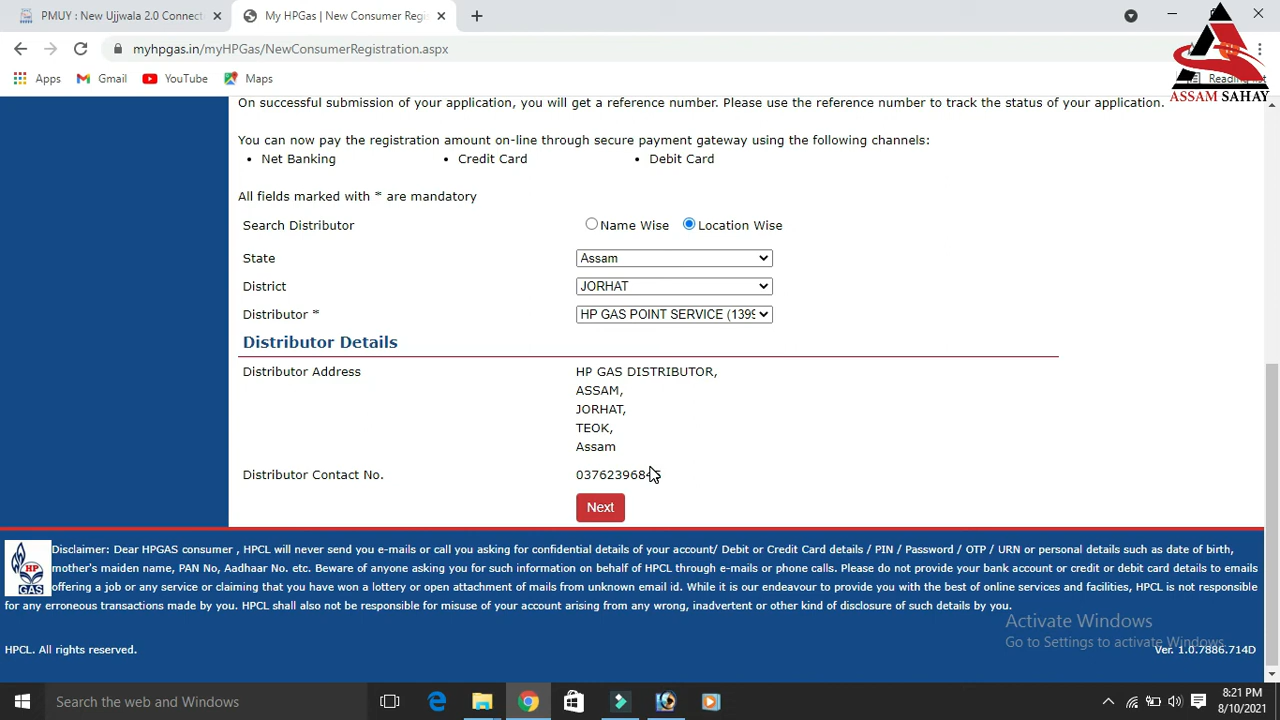 PMUY : New Ujjwala 2.0 Connect
My HPGas | New Consumer Regi
myhpgas.in/myHPGas/NewConsumerRegistration.aspx
Apps
Gmail
YouTube
Maps
Reading list
ASSAM SAHAY
On successful submission of your application, you will get a reference number. Please use the reference number to track the status of your application.
You can now pay the registration amount on-line through secure payment gateway using the following channels:
• Net Banking • Credit Card • Debit Card
All fields marked with * are mandatory
Search Distributor Name Wise Location Wise
State Assam
District JORHAT
Distributor * HP GAS POINT SERVICE (1399
Distributor Details
Distributor Address HP GAS DISTRIBUTOR,
ASSAM,
JORHAT,
TEOK,
Assam
Distributor Contact No.
Next
HP
GAS
Disclaimer: Dear HPGAS consumer , HPCL will never send you e-mails or call you asking for confidential details of your account/ Debit or Credit Card details / PIN / Password / OTP / URN or personal details such as date of birth,
mother's maiden name, PAN No, Aadhaar No. etc. Beware of anyone asking you for such information on behalf of HPCL through e-mails or phone calls. Please do not provide your bank account or credit or debit card details to emails
offering a job or any service or claiming that you have won a lottery or open attachment of mails from unknown email id. While it is our endeavour to provide you with the best of online services and facilities, HPCL is not responsible
for any erroneous transactions made by you. HPCL shall also not be responsible for misuse of your account arising from any wrong, inadvertent or other kind of disclosure of such details by you.
Activate Windows
Go to Settings to activate Windows.
HPCL. All rights reserved.
Ver. 1.0.7886.714D
Search the web and Windows
8:21 PM
8/10/2021